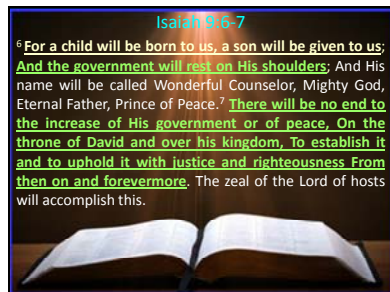 Isaiah 9:6-7
6 For a child will be born to us, a son will be given to us;
And the government will rest on His shoulders; And His
name will be called Wonderful Counselor, Mighty God,
Eternal Father, Prince of Peace.7 There will be no end to
the increase of His government or of peace, On the
throne of David and over his kingdom, To establish it
and to uphold it with justice and righteousness From
then on and forevermore. The zeal of the Lord of hosts
will accomplish this.